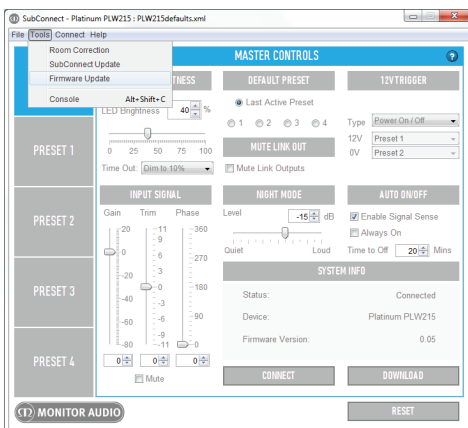 SubConnect - Platinum PLW215 : PLW215defaults.xml
File Tools Connect Help
Room Correction
SubConnect Update
Firmware Update
Console Alt+Shift+C
MASTER CONTROLS ?
PRESET 1
PRESET 2
PRESET 3
PRESET 4
TNESS
LED Brightness 40 %
0 25 50 75 100
Time Out: Dim to 10%
DEFAULT PRESET
Last Active Preset
1 2 3 4
MUTE LINK OUT
Mute Link Outputs
12V TRIGGER
Type Power On / Off
12V Preset 1
0V Preset 2
INPUT SIGNAL
Gain Trim Phase
20 11 360
9
0 6 270
-20 3
0 180
-40 -3
-60 -6 90
-9
-80 -11 0
0 0 0
Mute
NIGHT MODE
Level -15 dB
Quiet Loud
AUTO ON/OFF
Enable Signal Sense
Always On
Time to Off 20 Mins
SYSTEM INFO
Status: Connected
Device: Platinum PLW215
Firmware Version: 0.05
CONNECT DOWNLOAD
MONITOR AUDIO
RESET